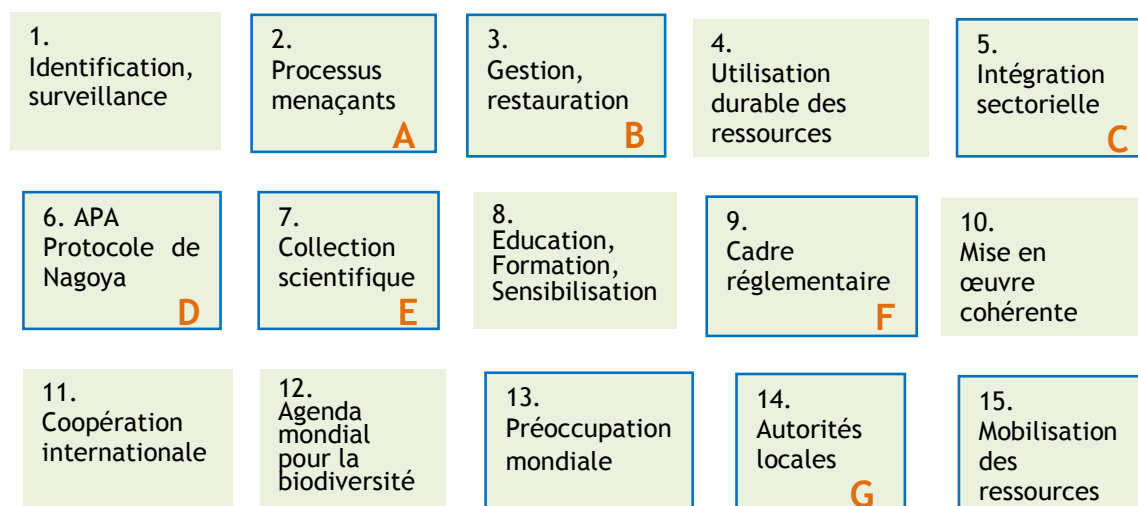 1.
Identification,
surveillance
2.
Processus
menaçants
A
3.
Gestion,
restauration
B
4.
Utilisation
durable des
ressources
5.
Intégration
sectorielle
C
6. APA
Protocole de
Nagoya
D
7.
Collection
scientifique
E
8.
Education,
Formation,
Sensibilisation
9.
Cadre
réglementaire
F
10.
Mise en
œuvre
cohérente
11.
Coopération
internationale
12.
Agenda
mondial
pour la
biodiversité
13.
Préoccupation
mondiale
14.
Autorités
locales
G
15.
Mobilisation
des
ressources